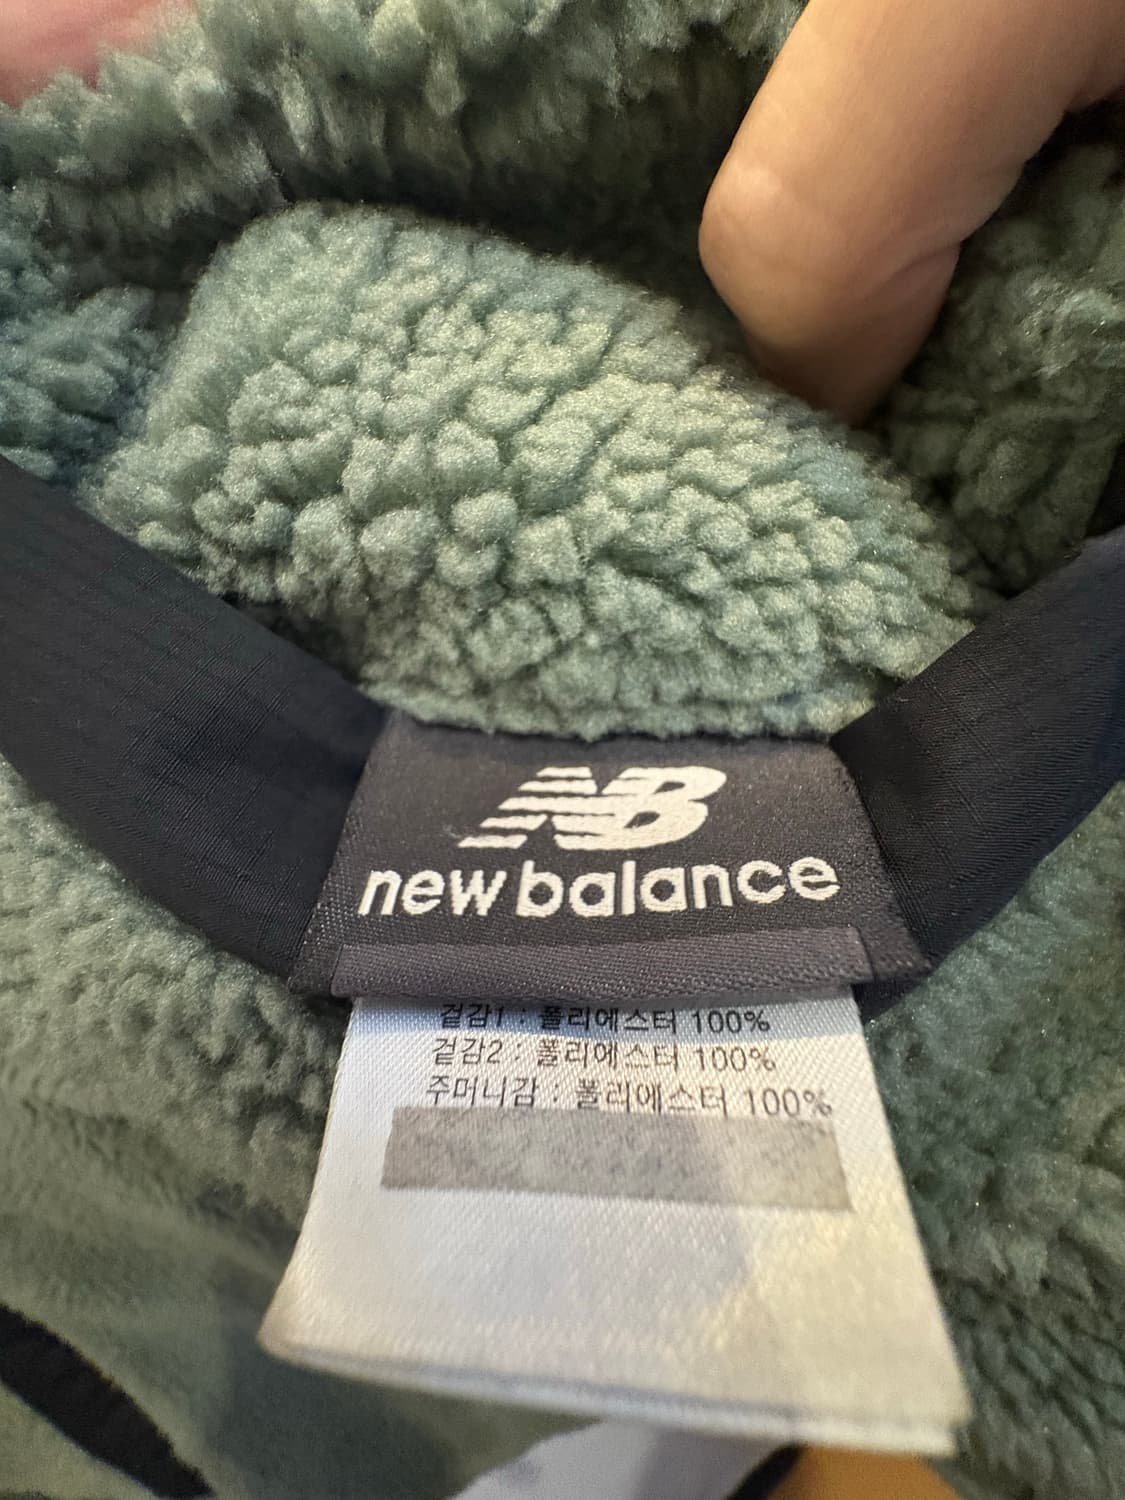 NB
new balance
겉감1 : 폴리에스터 100%
겉감2 : 폴리에스터 100%
주머니감 : 폴리에스터 100%